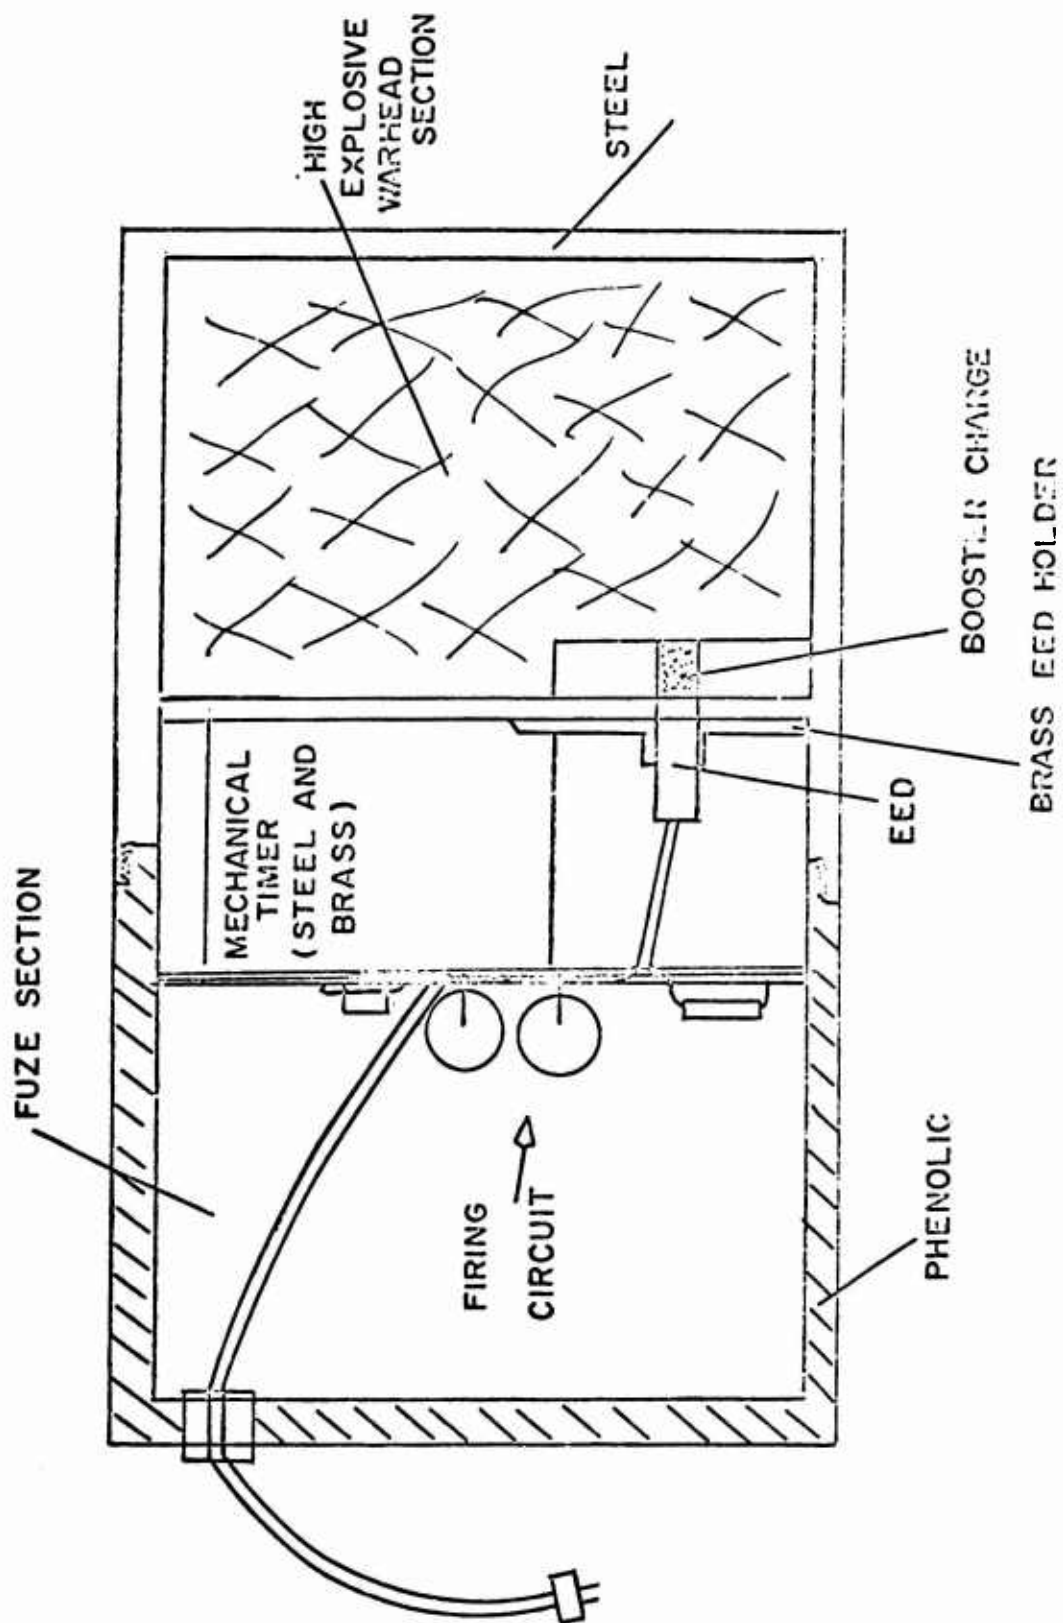 FUZE SECTION
MECHANICAL
TIMER
(STEEL AND
BRASS)
HIGH
EXPLOSIVE
WARHEAD
SECTION
STEEL
FIRING
CIRCUIT
PHENOLIC
EED
BOOSTER CHARGE
BRASS EED HOLDER